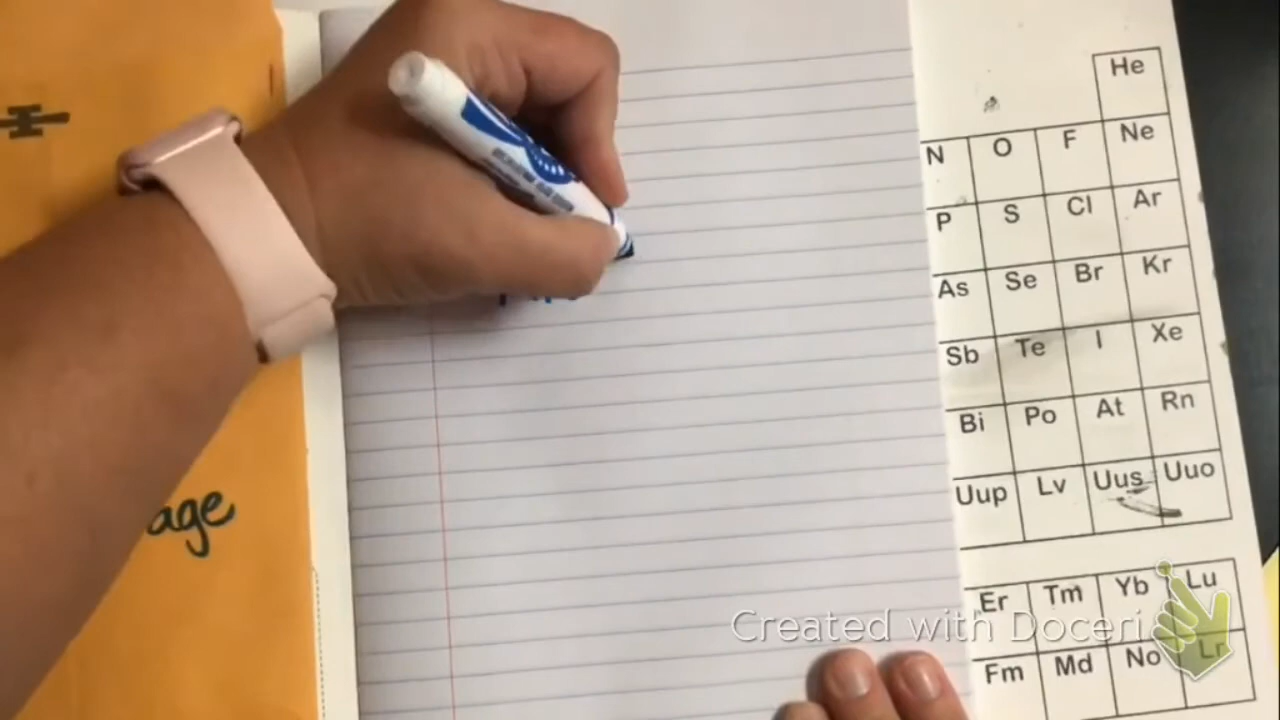 He
N O F Ne
P S Cl Ar
As Se Br Kr
Sb Te I Xe
Bi Po At Rn
Uup Lv Uus Uuo
age
Er Tm Yb Lu
Created with Doceri
Fm Md No Lr